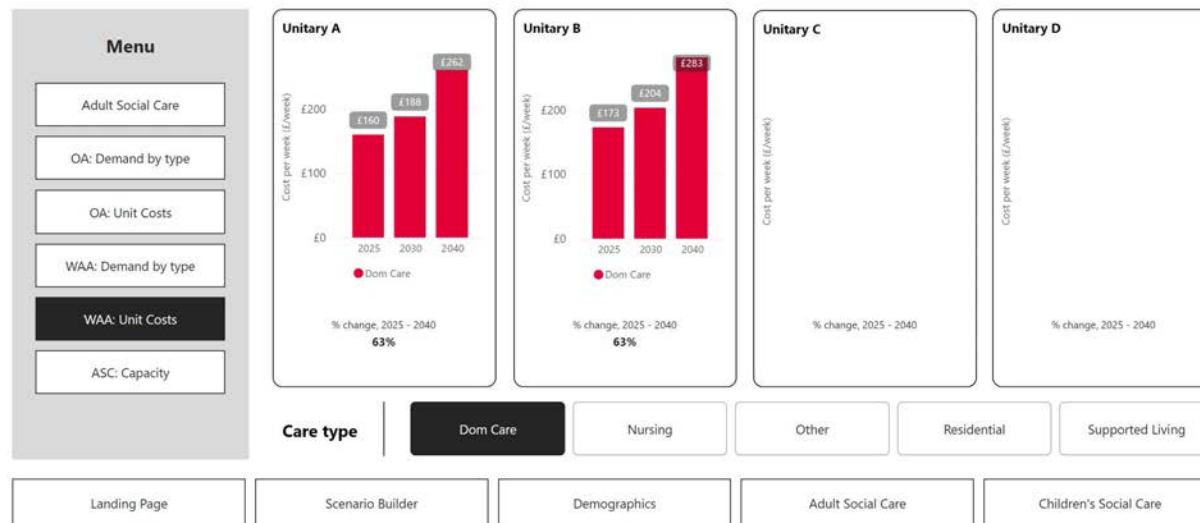 Menu
Adult Social Care
OA: Demand by type
OA: Unit Costs
WAA: Demand by type
WAA: Unit Costs
ASC: Capacity
Unitary A
Cost per week (£/week)
£200
£100
£0
£160
£188
£262
2025 2030 2040
Dom Care
% change, 2025 - 2040
63%
Unitary B
Cost per week (£/week)
£200
£100
£0
£173
£204
£283
2025 2030 2040
Dom Care
% change, 2025 - 2040
63%
Unitary C
Cost per week (£/week)
% change, 2025 - 2040
Unitary D
Cost per week (£/week)
% change, 2025 - 2040
Care type
Dom Care
Nursing
Other
Residential
Supported Living
Landing Page
Scenario Builder
Demographics
Adult Social Care
Children's Social Care